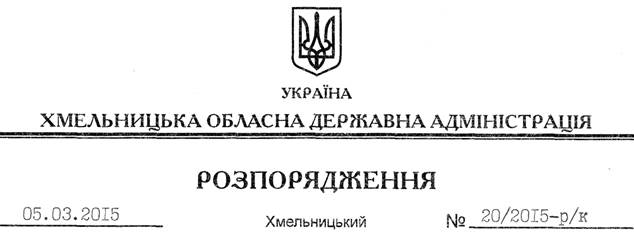 УКРАЇНА
ХМЕЛЬНИЦЬКА ОБЛАСНА ДЕРЖАВНА АДМІНІСТРАЦІЯ
РОЗПОРЯДЖЕННЯ
05.03.2015 Хмельницький № 20/2015-р/к